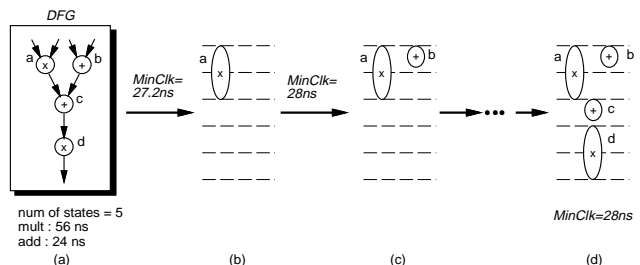 DFG
a
x
+
b
+
c
x
d
num of states = 5
mult : 56 ns
add : 24 ns
(a)
MinClk=
27.2ns
a
x
(b)
MinClk=
28ns
a
x
+
b
(c)
a
x
+
b
+
c
d
x
MinClk=28ns
(d)